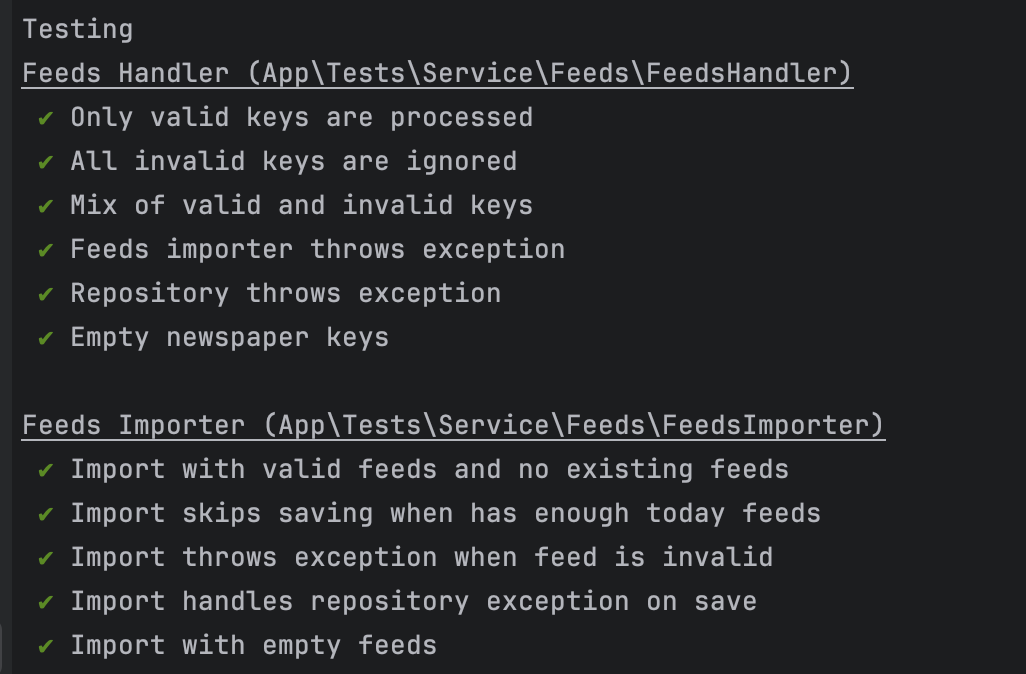 Testing
Feeds Handler (App\Tests\Service\Feeds\FeedsHandler)
✔ Only valid keys are processed
✔ All invalid keys are ignored
✔ Mix of valid and invalid keys
✔ Feeds importer throws exception
✔ Repository throws exception
✔ Empty newspaper keys
Feeds Importer (App\Tests\Service\Feeds\FeedsImporter)
✔ Import with valid feeds and no existing feeds
✔ Import skips saving when has enough today feeds
✔ Import throws exception when feed is invalid
✔ Import handles repository exception on save
✔ Import with empty feeds